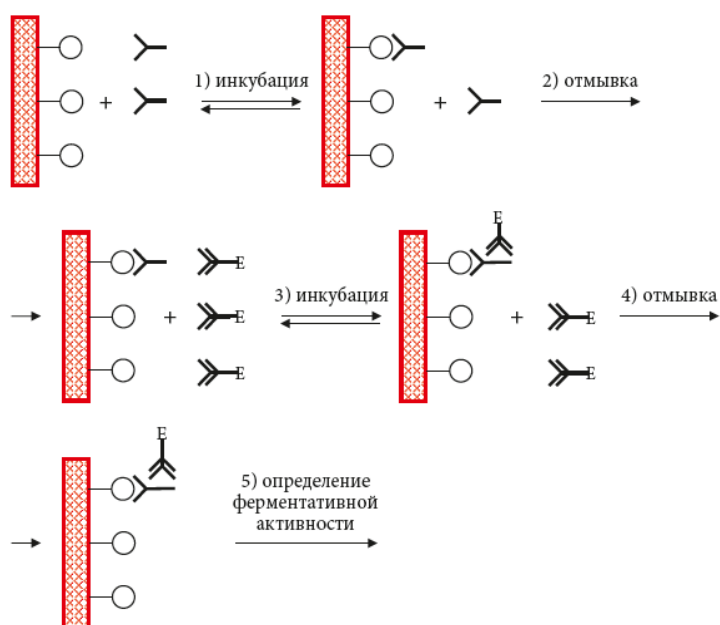 1) инкубация
+
+
2) отмывка
E
E
+
E
E
3) инкубация
+
E
E
4) отмывка
E
5) определение
ферментативной
активности